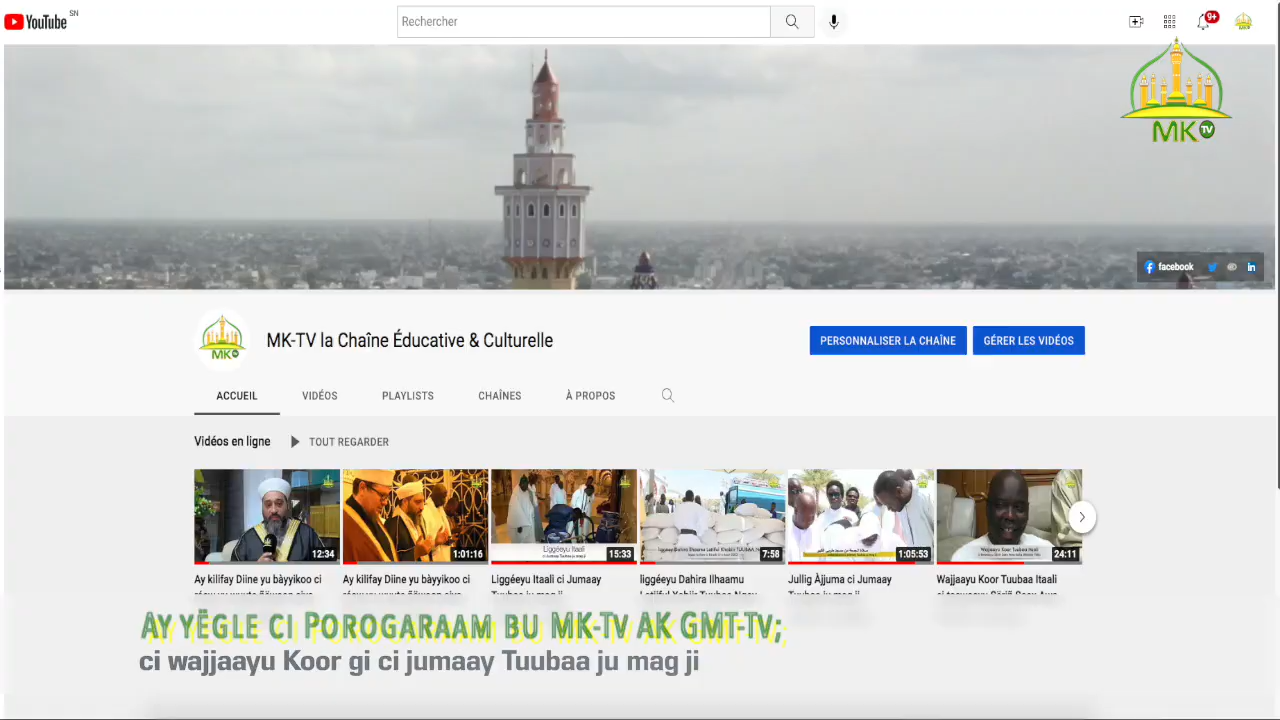 YouTube SN
Rechercher
9+
MK TV
facebook
MK-TV la Chaîne Éducative & Culturelle
PERSONNALISER LA CHAÎNE
GÉRER LES VIDÉOS
ACCUEIL VIDÉOS PLAYLISTS CHAÎNES À PROPOS
Vidéos en ligne TOUT REGARDER
12:34 1:01:16 15:33 7:58 1:05:53 24:11
Liggéeyu Itaali
Ay kilifay Diine yu bàyyikoo ci
Ay kilifay Diine yu bàyyikoo ci
Liggéeyu Itaali ci Jumaay
liggéeyu Dahira Ilhaamu
Jullig Àjjuma ci Jumaay
Wajjaayu Koor Tuubaa Itaali
AY YËGLE CI POROGARAAM BU MK-TV AK GMT-TV;
ci wajjaayu Koor gi ci jumaay Tuubaa ju mag ji